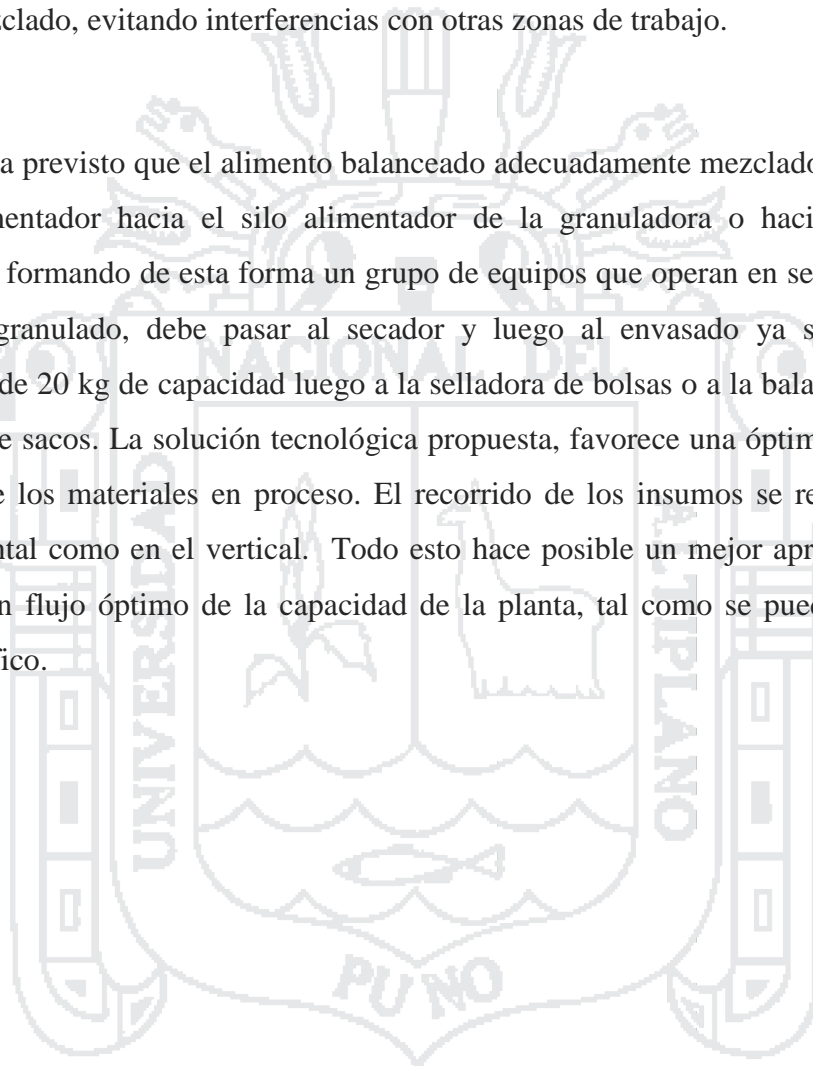 zclado, evitando interferencias con otras zonas de trabajo.
a previsto que el alimento balanceado adecuadamente mezclado
mentador hacia el silo alimentador de la granuladora o haci
formando de esta forma un grupo de equipos que operan en se
granulado, debe pasar al secador y luego al envasado ya s
de 20 kg de capacidad luego a la selladora de bolsas o a la bala
e sacos. La solución tecnológica propuesta, favorece una óptim
e los materiales en proceso. El recorrido de los insumos se re
ntal como en el vertical. Todo esto hace posible un mejor apr
n flujo óptimo de la capacidad de la planta, tal como se pued
fico.
NACIONAL DEL
UNIVERSIDAD
ALTIPLANO
PUNO